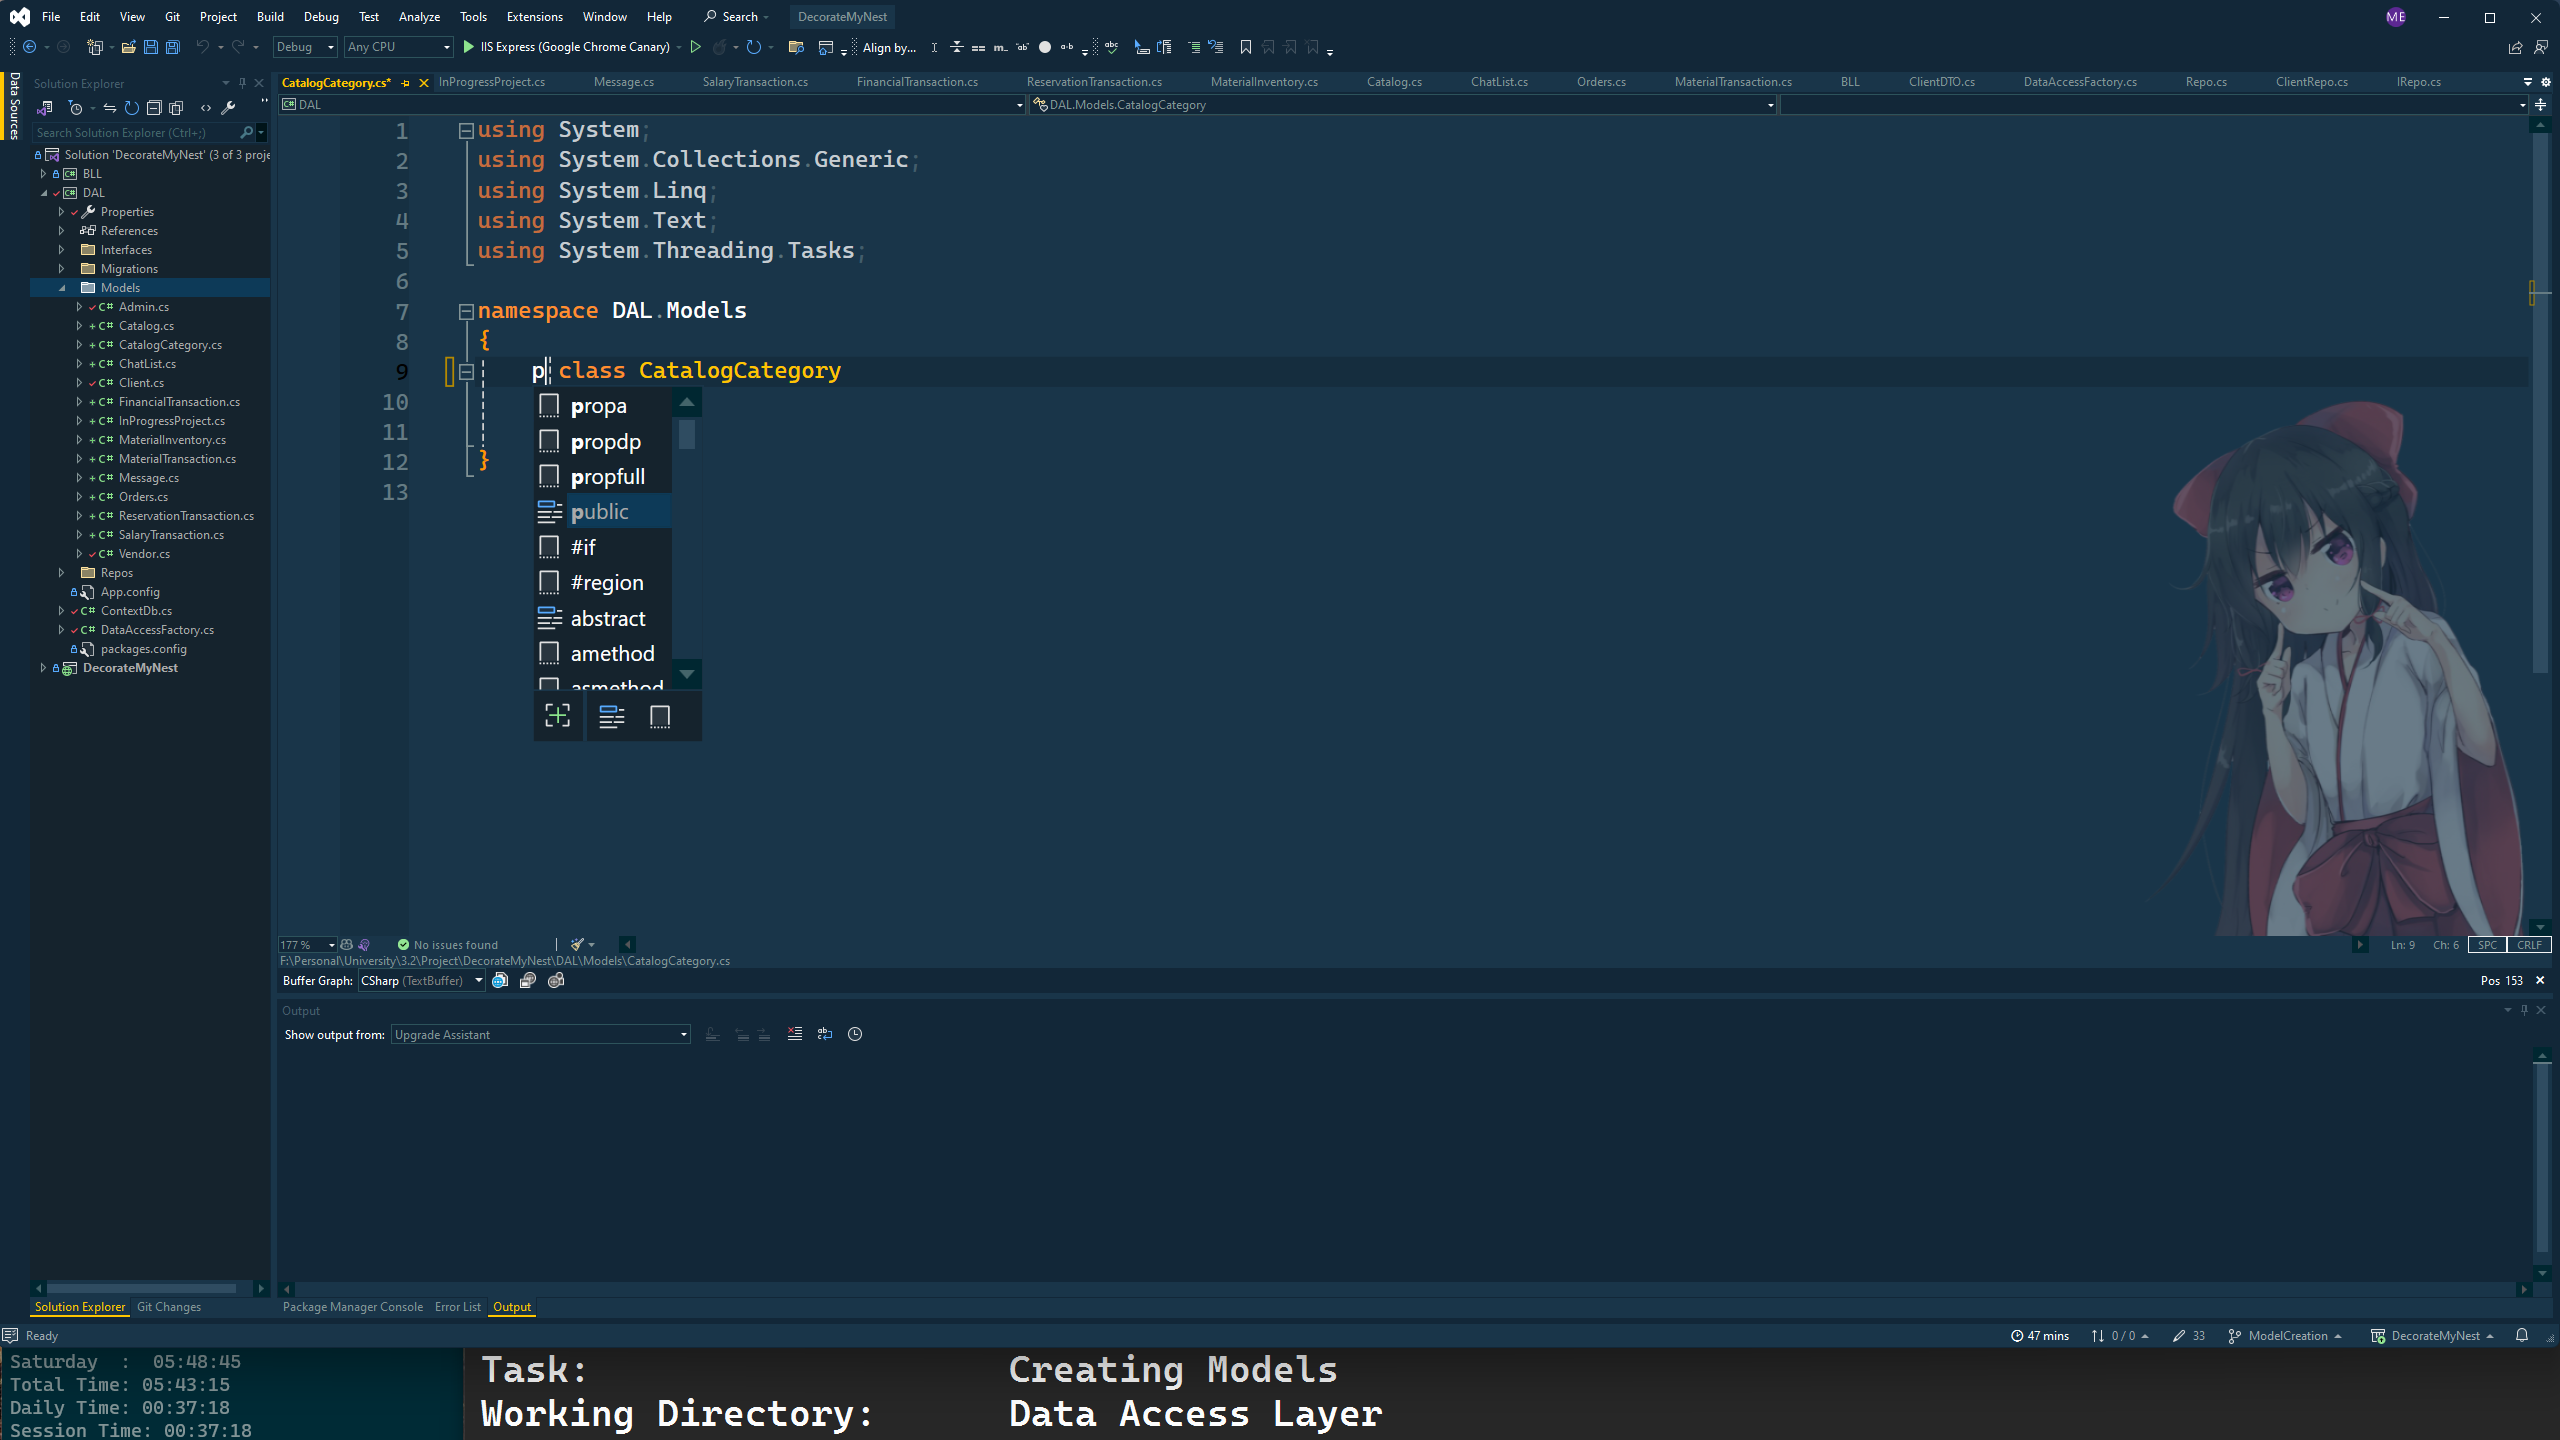 File Edit View Git Project Build Debug Test Analyze Tools Extensions Window Help Search DecorateMyNest ME
Debug Any CPU IIS Express (Google Chrome Canary) Align by...
Data Sources
Solution Explorer
Search Solution Explorer (Ctrl+;)
Solution 'DecorateMyNest' (3 of 3 proje
BLL
DAL
Properties
References
Interfaces
Migrations
Models
C# Admin.cs
C# Catalog.cs
C# CatalogCategory.cs
C# ChatList.cs
C# Client.cs
C# FinancialTransaction.cs
C# InProgressProject.cs
C# MaterialInventory.cs
C# MaterialTransaction.cs
C# Message.cs
C# Orders.cs
C# ReservationTransaction.cs
C# SalaryTransaction.cs
C# Vendor.cs
Repos
App.config
C# ContextDb.cs
C# DataAccessFactory.cs
packages.config
DecorateMyNest
Solution Explorer Git Changes
CatalogCategory.cs* InProgressProject.cs Message.cs SalaryTransaction.cs FinancialTransaction.cs ReservationTransaction.cs MaterialInventory.cs Catalog.cs ChatList.cs Orders.cs MaterialTransaction.cs BLL ClientDTO.cs DataAccessFactory.cs Repo.cs ClientRepo.cs IRepo.cs
DAL DAL.Models.CatalogCategory
1 using System;
2 using System.Collections.Generic;
3 using System.Linq;
4 using System.Text;
5 using System.Threading.Tasks;
6
7 namespace DAL.Models
8 {
9 p class CatalogCategory
10
11
12 }
13
propa
propdp
propfull
public
#if
#region
abstract
amethod
asmethod
177 % No issues found Ln: 9 Ch: 6 SPC CRLF
F:\Personal\University\3.2\Project\DecorateMyNest\DAL\Models\CatalogCategory.cs
Buffer Graph: CSharp (TextBuffer) Pos 153
Output
Show output from: Upgrade Assistant
Package Manager Console Error List Output
Ready 47 mins 0 / 0 33 ModelCreation DecorateMyNest
Saturday : 05:48:45
Total Time: 05:43:15
Daily Time: 00:37:18
Session Time: 00:37:18
Task: Creating Models
Working Directory: Data Access Layer